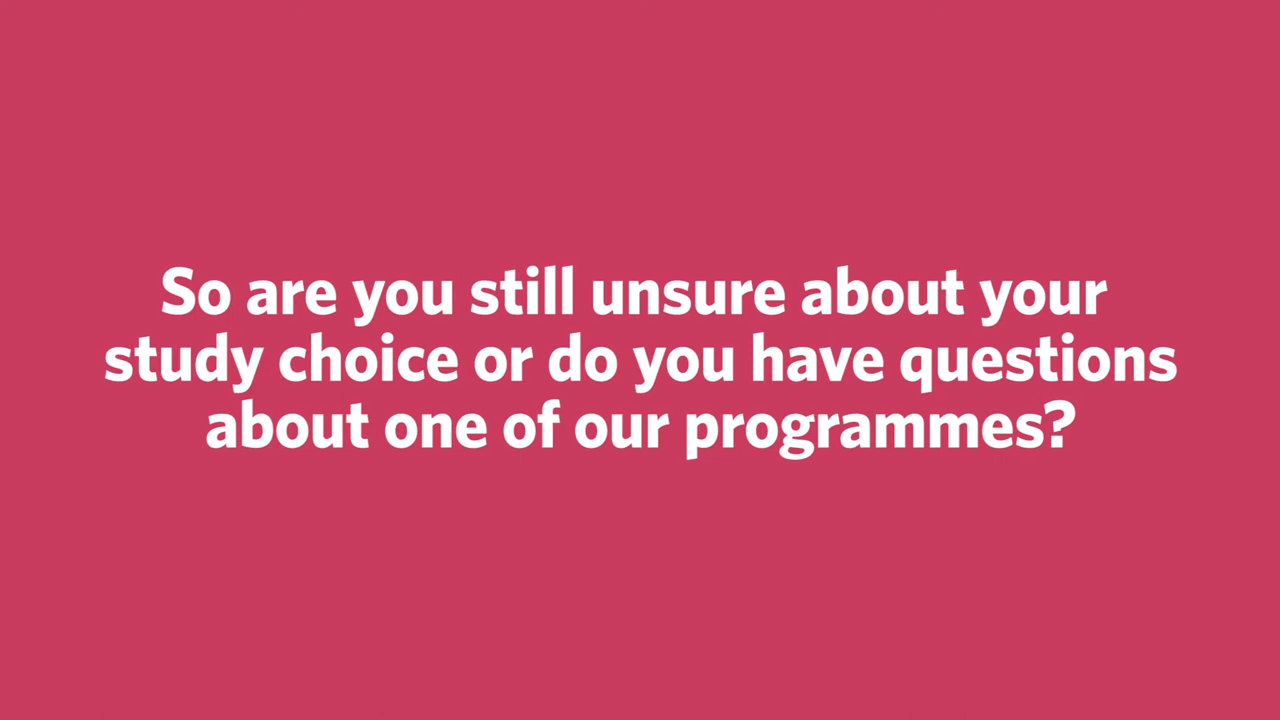 So are you still unsure about your
study choice or do you have questions
about one of our programmes?